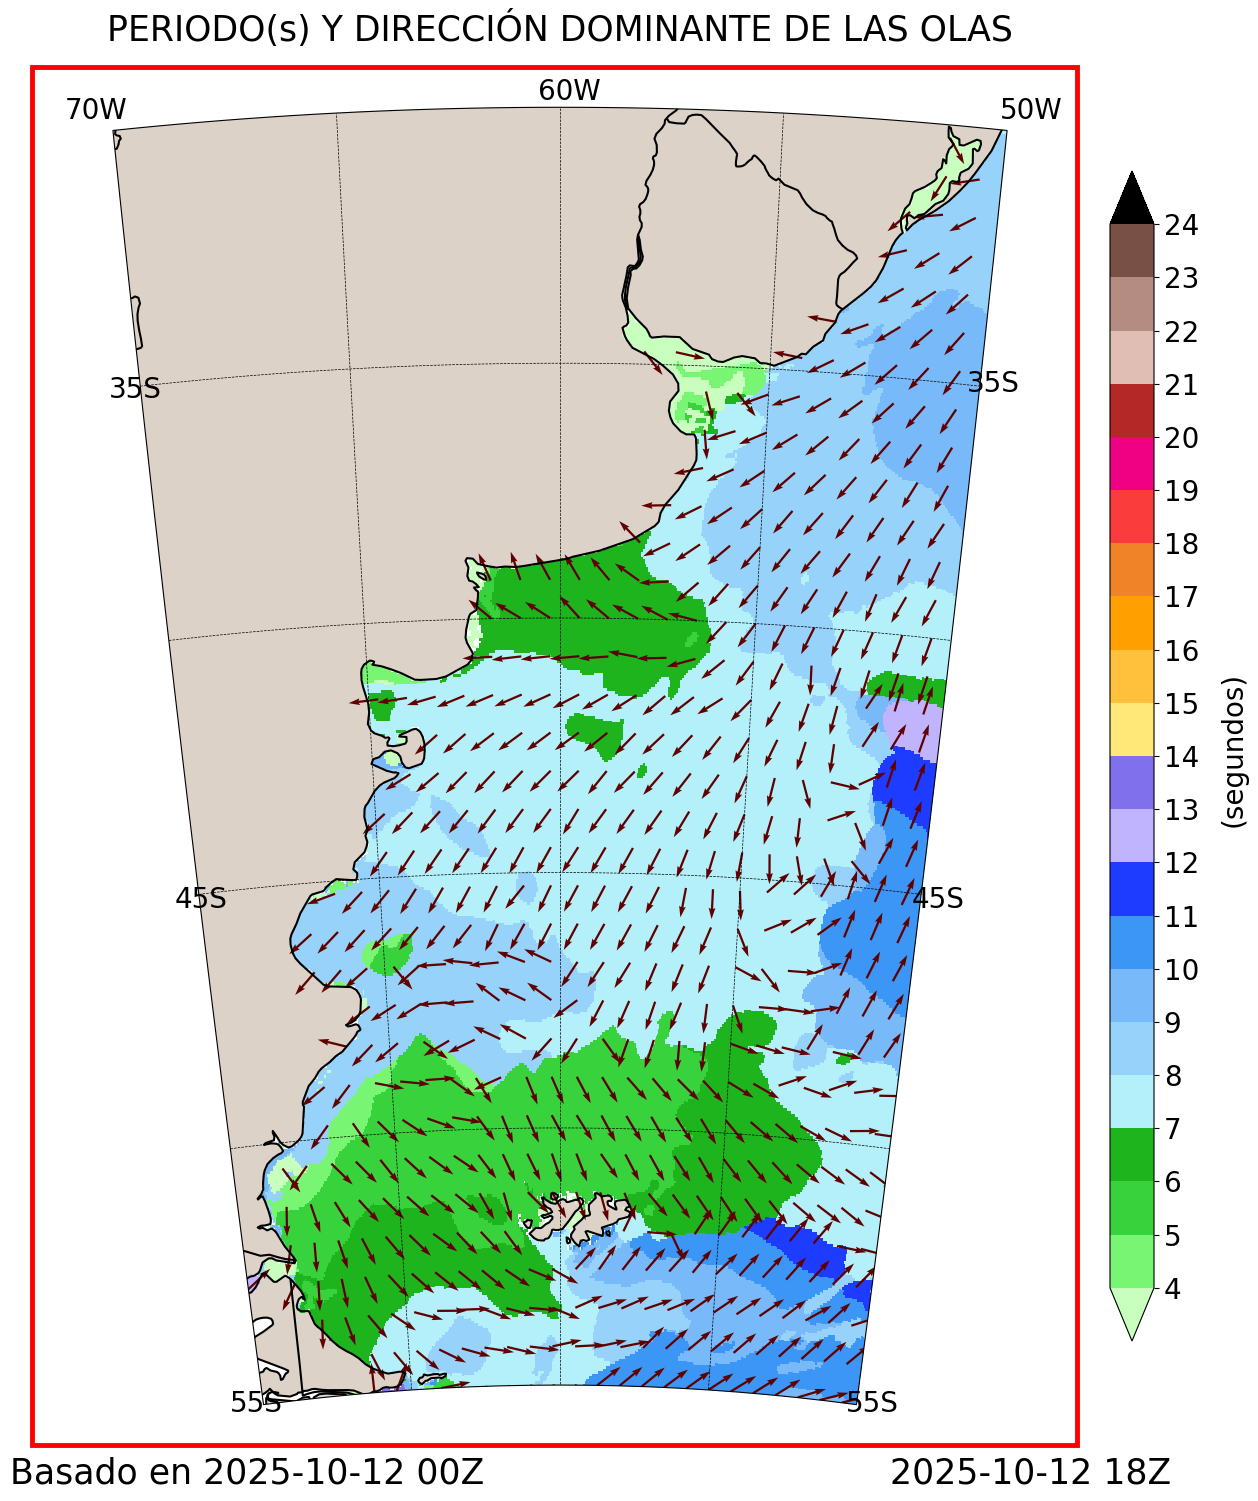 PERIODO(s) Y DIRECCIÓN DOMINANTE DE LAS OLAS
70W
60W
50W
35S
35S
45S
45S
55S
55S
24
23
22
21
20
19
18
17
16
15
14
13
12
11
10
9
8
7
6
5
4
(segundos)
Basado en 2025-10-12 00Z
2025-10-12 18Z